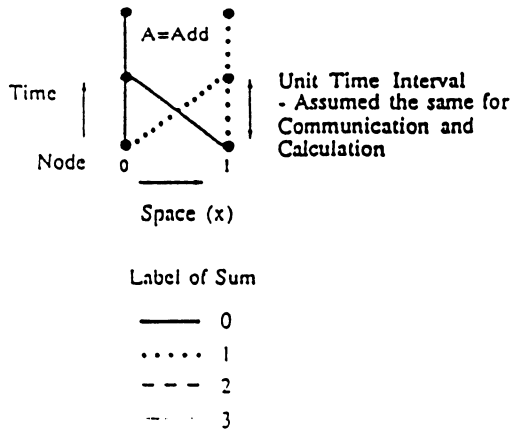 A=Add
Time
Unit Time Interval
- Assumed the same for
Communication and
Calculation
Node
0 1
Space (x)
Label of Sum
0
1
2
3